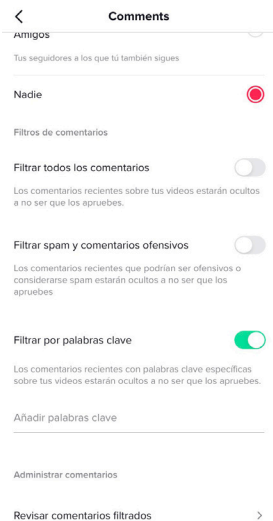 Comments
Amigos
Tus seguidores a los que tú también sigues
Nadie
Filtros de comentarios
Filtrar todos los comentarios
Los comentarios recientes sobre tus videos estarán ocultos
a no ser que los apruebes.
Filtrar spam y comentarios ofensivos
Los comentarios recientes que podrían ser ofensivos o
considerarse spam estarán ocultos a no ser que los
apruebes
Filtrar por palabras clave
Los comentarios recientes con palabras clave específicas
sobre tus videos estarán ocultos a no ser que los apruebes.
Añadir palabras clave
Administrar comentarios
Revisar comentarios filtrados